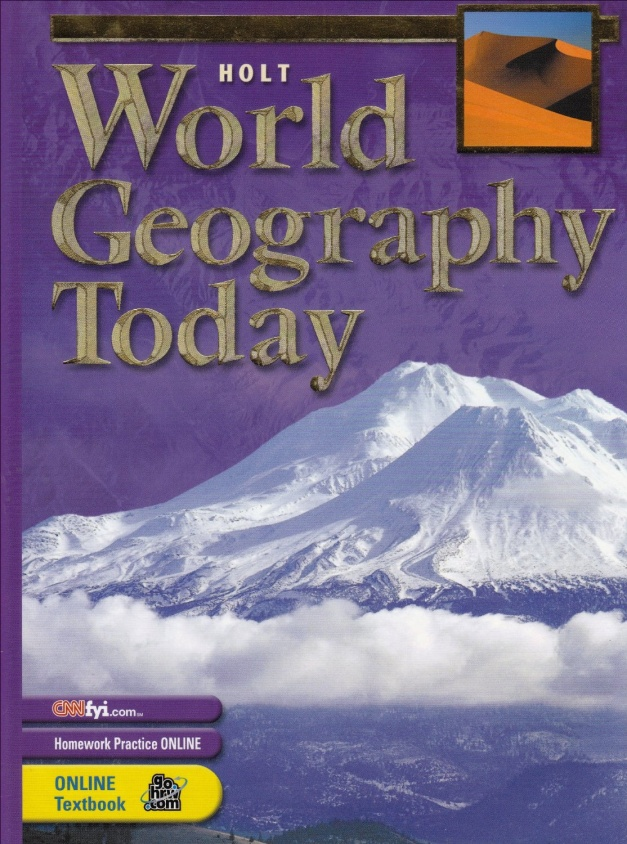 HOLT
World
Geography
Today
CNNfyi.com
Homework Practice ONLINE
ONLINE
Textbook
go
hrw
.com